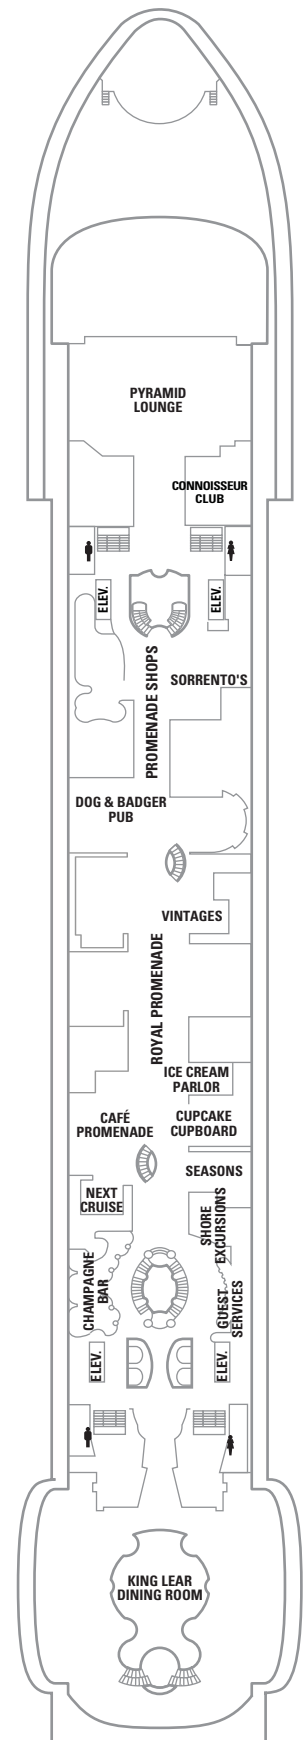 PYRAMID
LOUNGE
CONNOISSEUR
CLUB
ELEV.
ELEV.
PROMENADE SHOPS
SORRENTO'S
DOG & BADGER
PUB
VINTAGES
ROYAL PROMENADE
ICE CREAM
PARLOR
CAFÉ
PROMENADE
CUPCAKE
CUPBOARD
SEASONS
NEXT
CRUISE
SHORE
EXCURSIONS
CHAMPAGNE
BAR
GUEST
SERVICES
ELEV.
ELEV.
KING LEAR
DINING ROOM